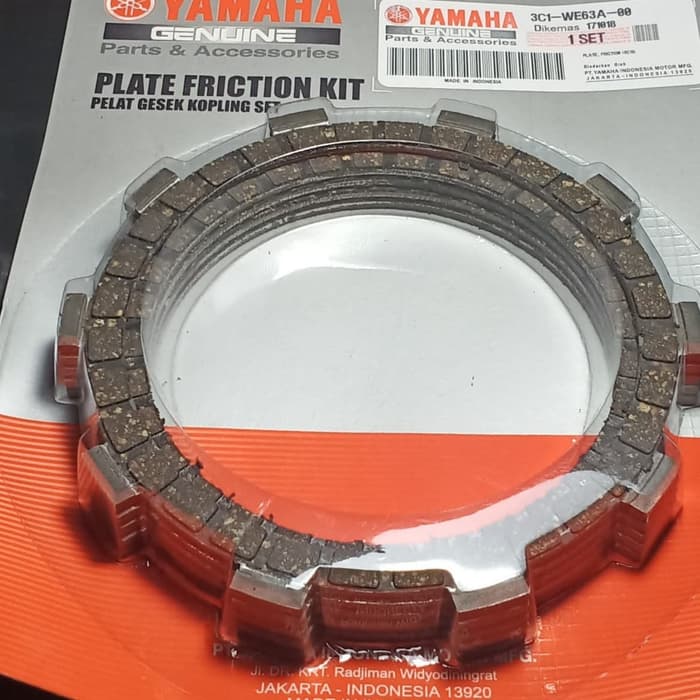 YAMAHA
GENUINE
Parts & Accessories
YAMAHA
GENUINE
Parts & Accessories
3C1-WE63A-00
Dikemas 171018
1 SET
PLATE, FRICTION
Diedarkan Oleh
PT.YAMAHA INDONESIA MOTOR MFG.
JAKARTA-INDONESIA 13920
MADE IN INDONESIA
PLATE FRICTION KIT
PELAT GESEK KOPLING SET
MFG.
Jl. DR. KRT. Radjiman Widyodiningrat
JAKARTA - INDONESIA 13920